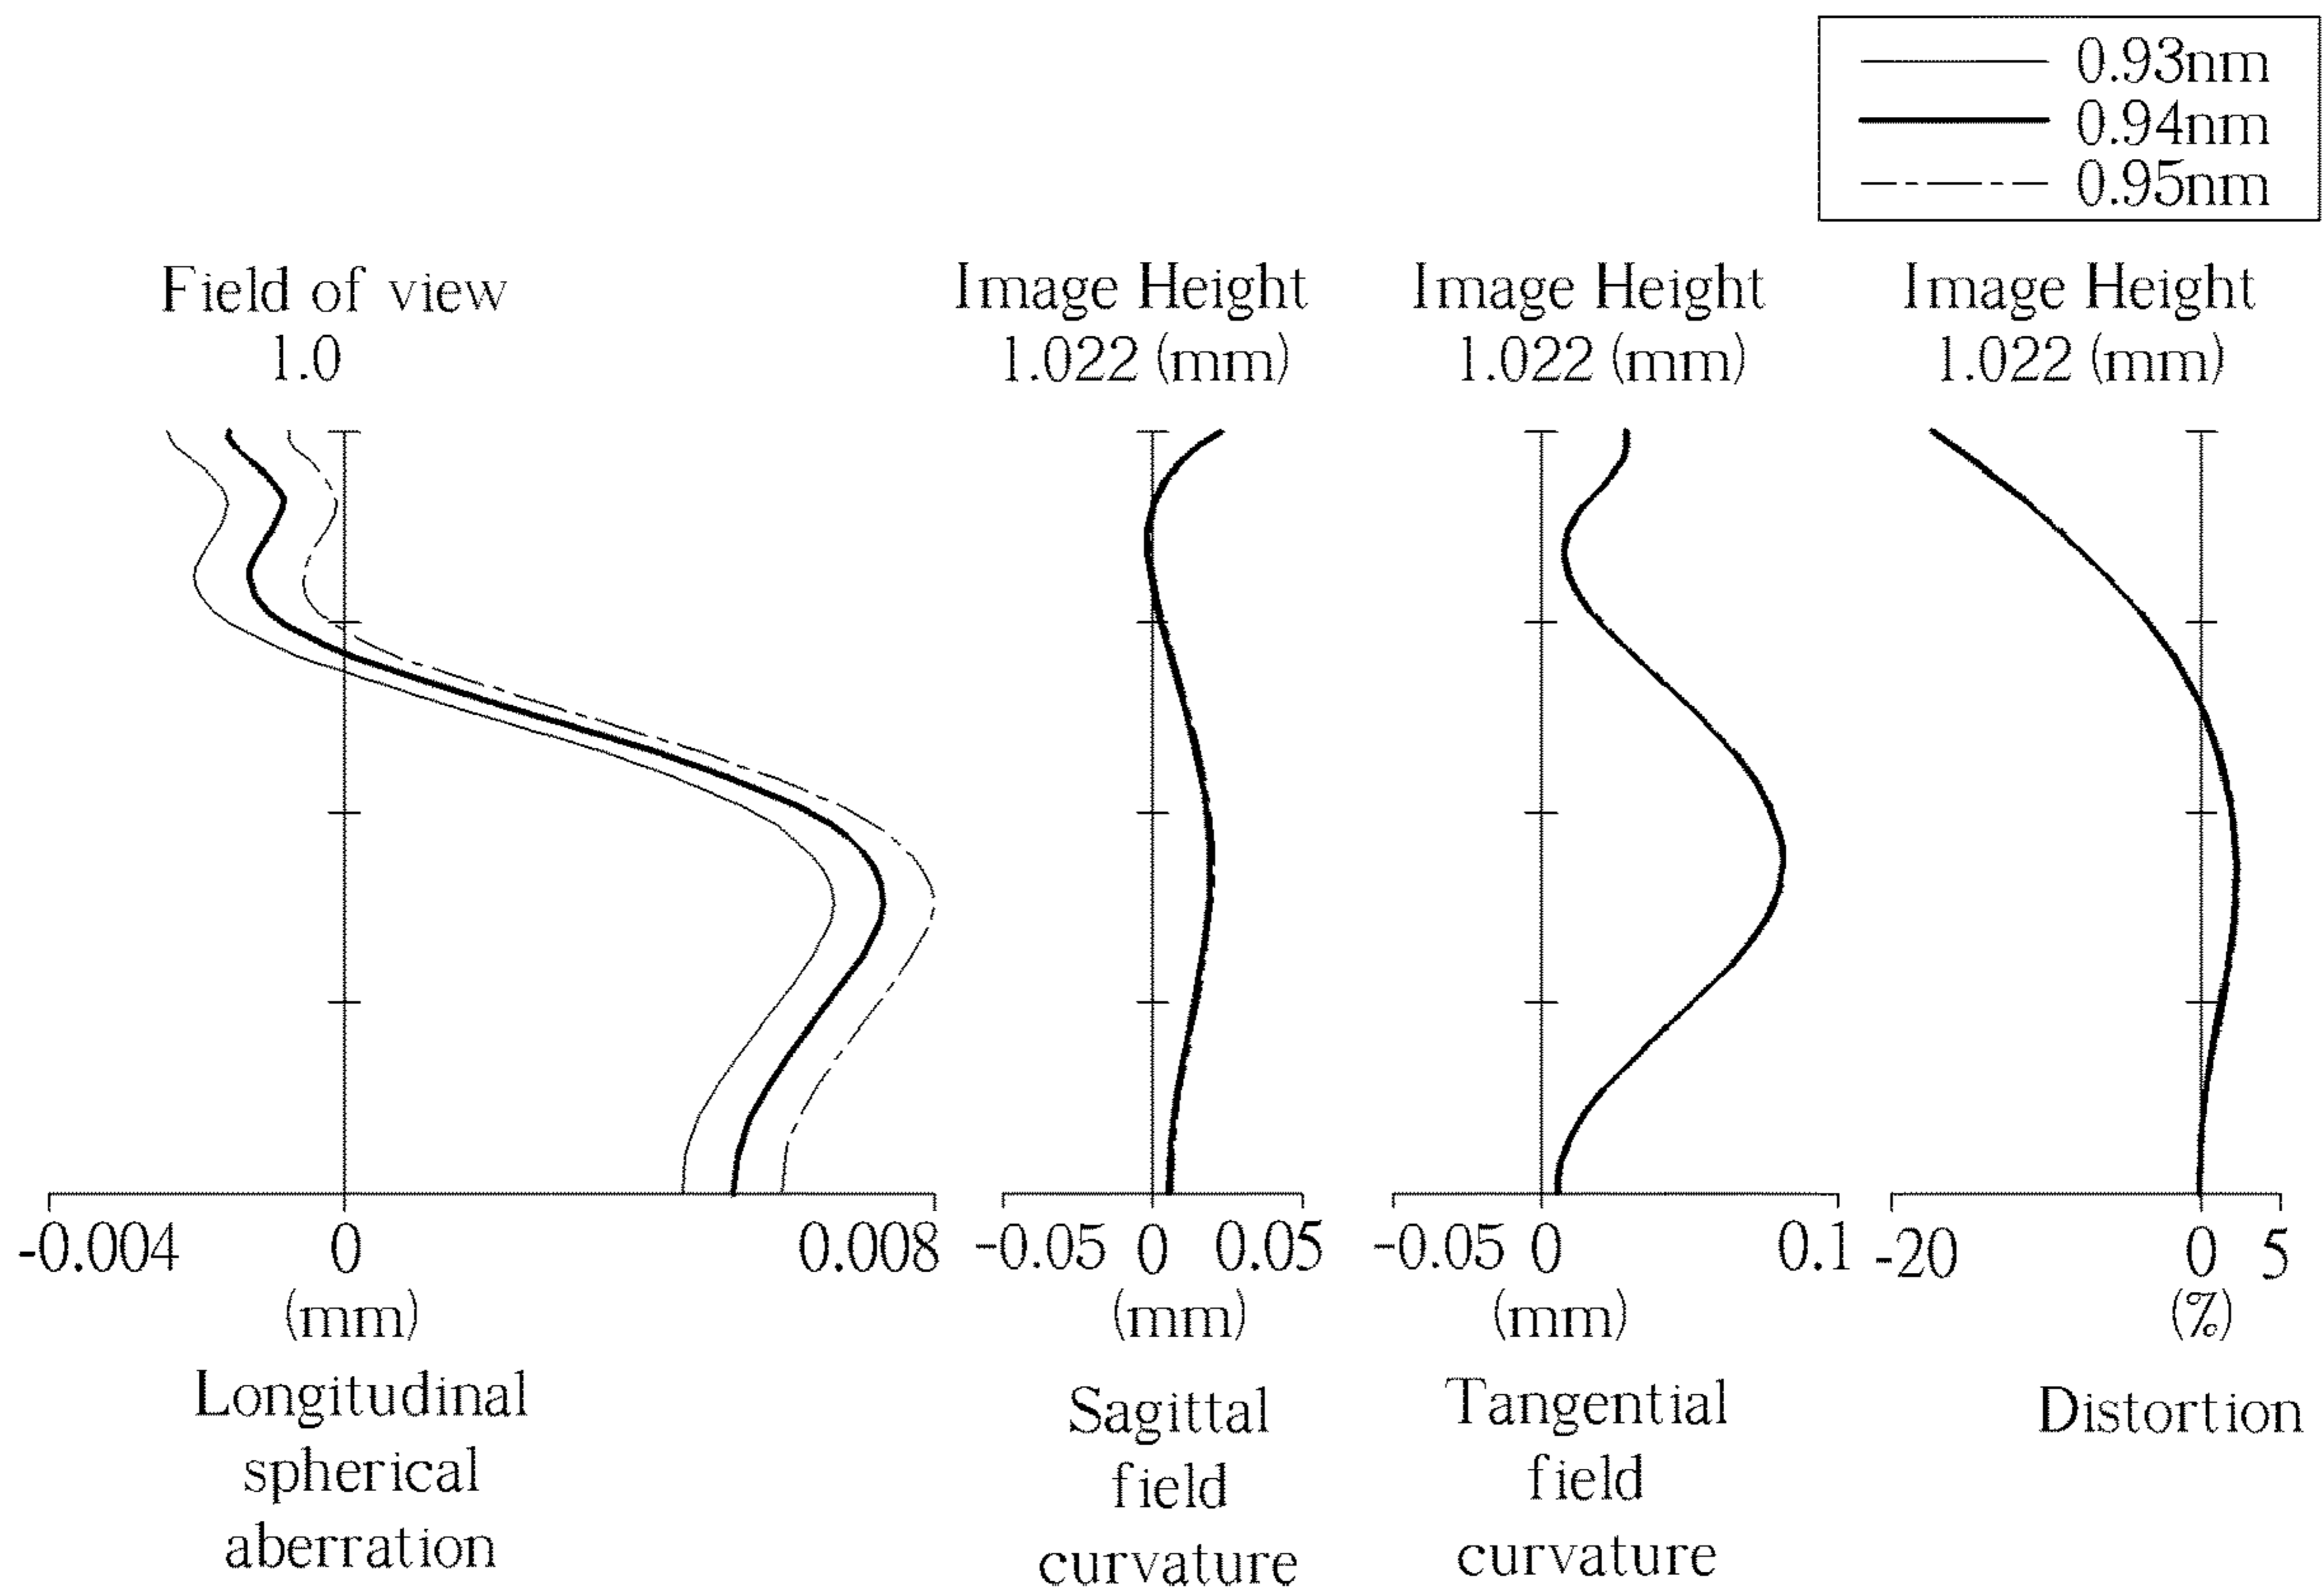 0.93nm
0.94nm
0.95nm
Field of view
1.0
Image Height
1.022 (mm)
Image Height
1.022 (mm)
Image Height
1.022 (mm)
-0.004 0 0.008
(mm)
Longitudinal
spherical
aberration
-0.05 0 0.05
(mm)
Sagittal
field
curvature
-0.05 0 0.1
(mm)
Tangential
field
curvature
-20 0 5
(%)
Distortion